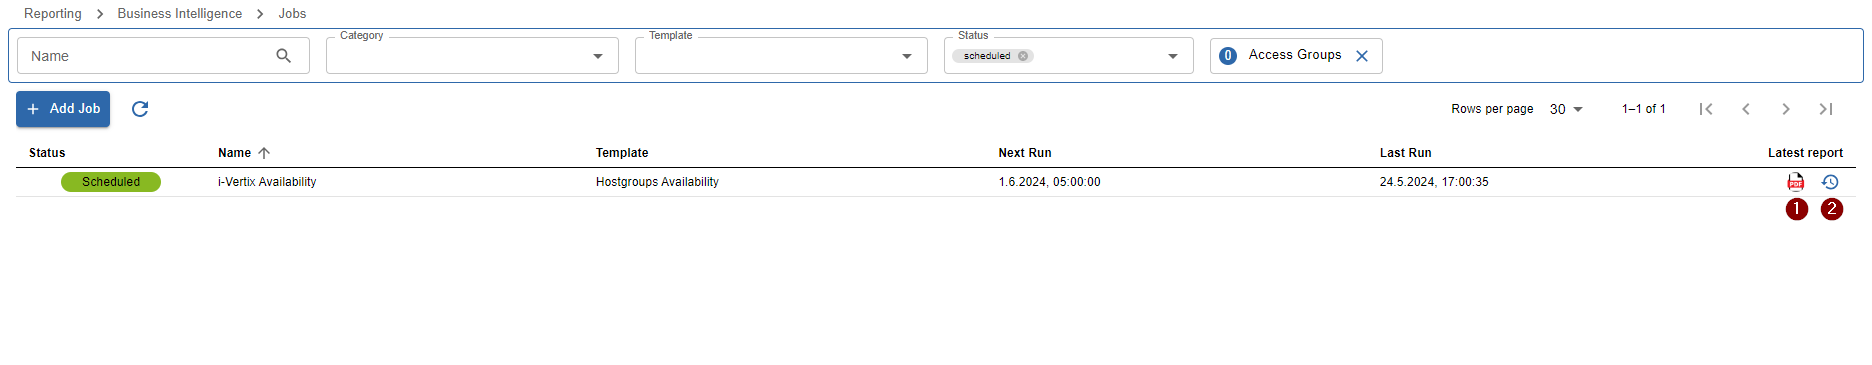 Reporting > Business Intelligence > Jobs
Name
Category
Template
Status
scheduled
0 Access Groups
+ Add Job
Rows per page 30 1–1 of 1
Status Name Template Next Run Last Run Latest report
Scheduled i-Vertix Availability Hostgroups Availability 1.6.2024, 05:00:00 24.5.2024, 17:00:35 PDF
1 2